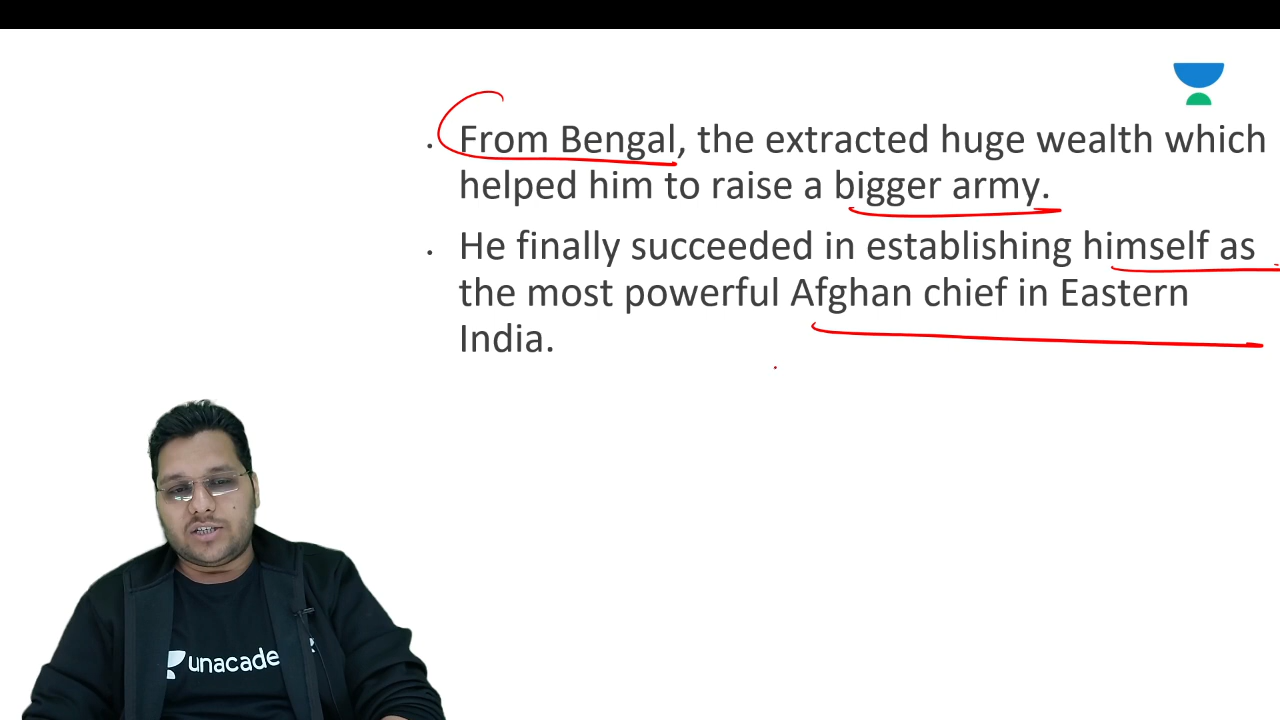 From Bengal, the extracted huge wealth which
helped him to raise a bigger army.
He finally succeeded in establishing himself as
the most powerful Afghan chief in Eastern
India.
unacade